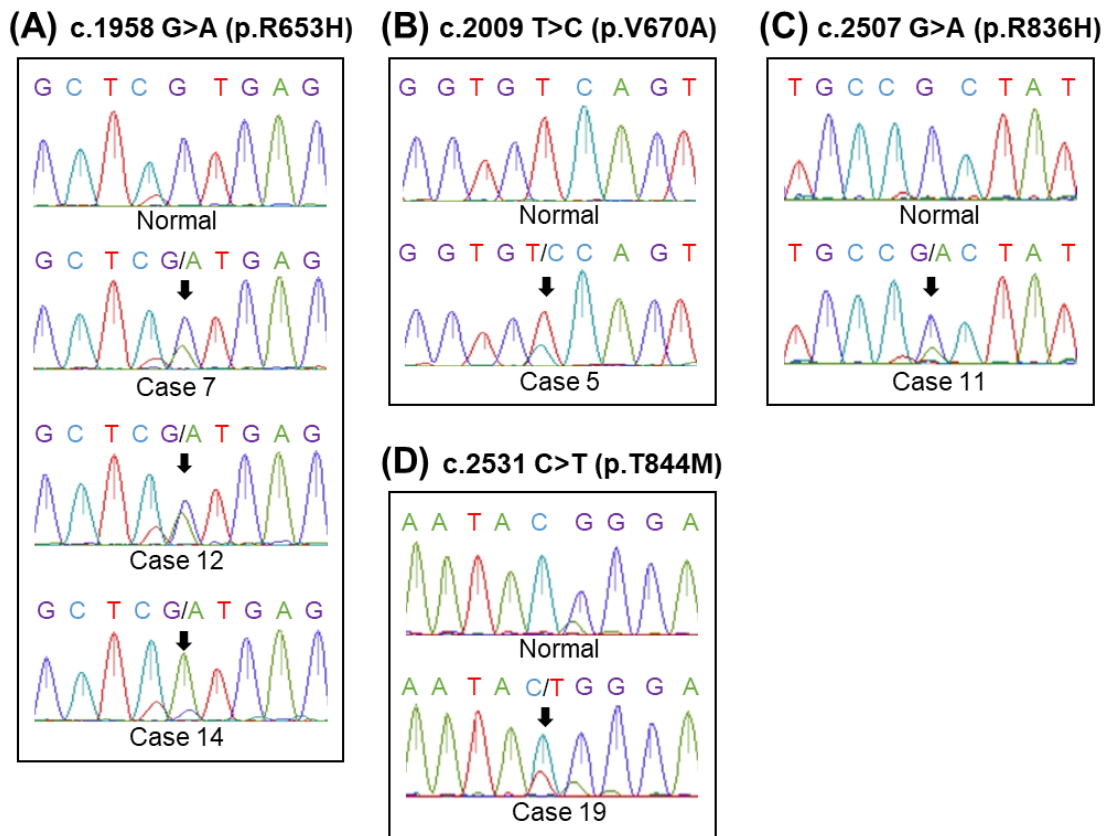 (A) c.1958 G>A (p.R653H)
G C T C G T G A G
Normal
G C T C G/A T G A G
Case 7
G C T C G/A T G A G
Case 12
G C T C G/A T G A G
Case 14
(B) c.2009 T>C (p.V670A)
G G T G T C A G T
Normal
G G T G T/C C A G T
Case 5
(C) c.2507 G>A (p.R836H)
T G C C G C T A T
Normal
T G C C G/A C T A T
Case 11
(D) c.2531 C>T (p.T844M)
A A T A C G G G A
Normal
A A T A C/T G G G A
Case 19